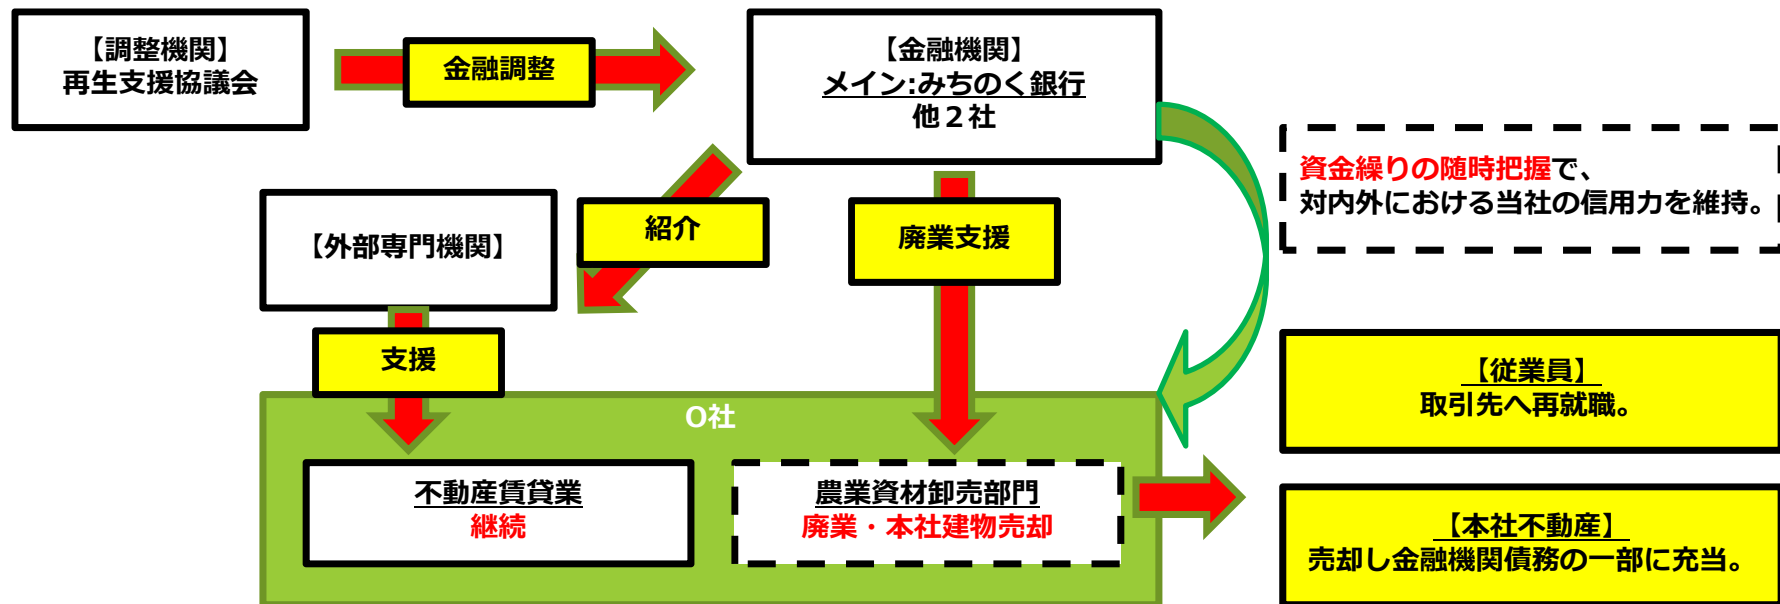 【調整機関】
再生支援協議会
金融調整
【金融機関】
メイン:みちのく銀行
他２社
資金繰りの随時把握で、
対内外における当社の信用力を維持。
【外部専門機関】
紹介
廃業支援
支援
O社
不動産賃貸業
継続
農業資材卸売部門
廃業・本社建物売却
【従業員】
取引先へ再就職。
【本社不動産】
売却し金融機関債務の一部に充当。